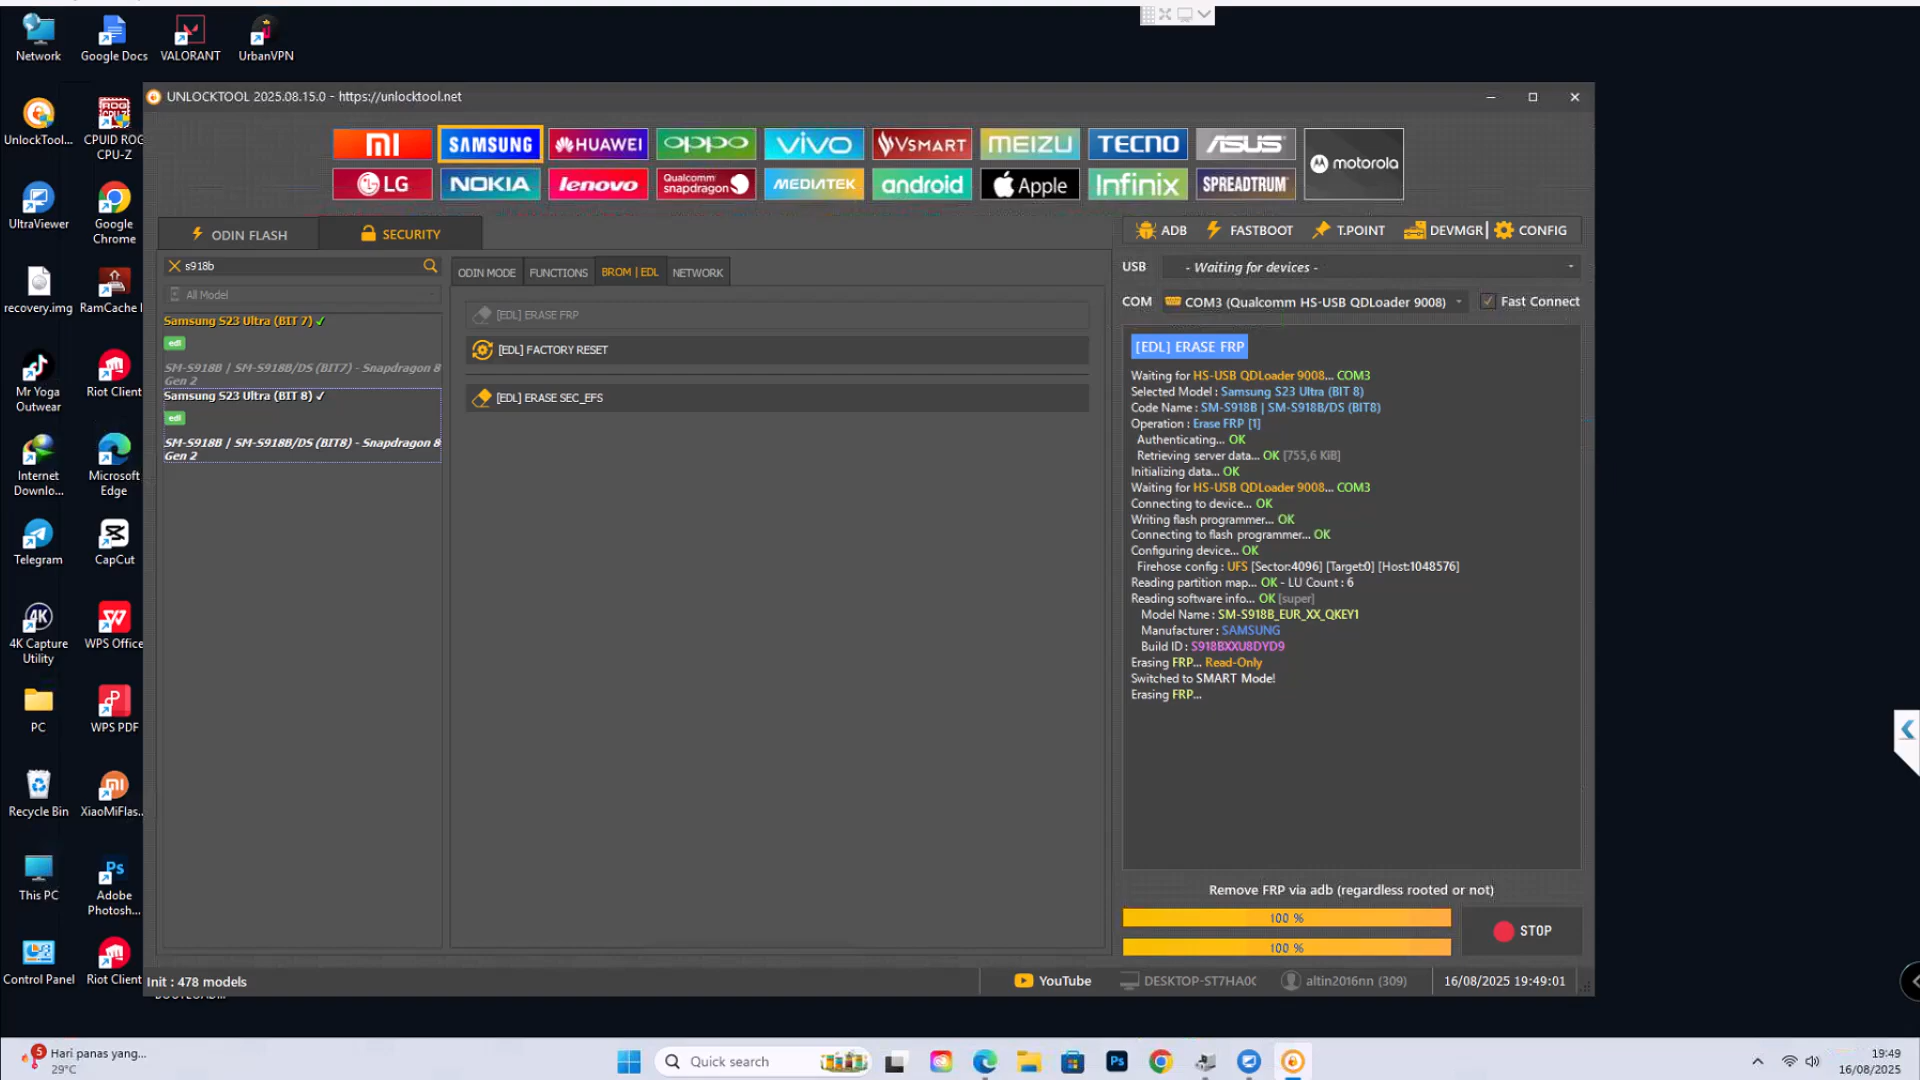 Network
Google Docs
VALORANT
UrbanVPN
UnlockTool...
CPUID ROG
CPU-Z
UltraViewer
Google
Chrome
recovery.img
RamCache I
Mr Yoga
Outwear
Riot Client
Internet
Downlo...
Microsoft
Edge
Telegram
CapCut
4K Capture
Utility
WPS Office
PC
WPS PDF
Recycle Bin
XiaoMiFlas...
This PC
Adobe
Photosh...
Control Panel
Riot Client
UNLOCKTOOL 2025.08.15.0 - https://unlocktool.net
SAMSUNG
HUAWEI
oppo
vivo
VSMART
MEIZU
TECNO
ASUS
motorola
LG
NOKIA
lenovo
Qualcomm
snapdragon
MEDIATEK
android
Apple
Infinix
SPREADTRUM
ODIN FLASH
SECURITY
ADB
FASTBOOT
T.POINT
DEVMGR
CONFIG
s918b
All Model
Samsung S23 Ultra (BIT 7) ✓
edl
SM-S918B | SM-S918B/DS (BIT7) - Snapdragon 8
Gen 2
Samsung S23 Ultra (BIT 8) ✓
edl
SM-S918B | SM-S918B/DS (BIT8) - Snapdragon 8
Gen 2
ODIN MODE
FUNCTIONS
BROM | EDL
NETWORK
[EDL] ERASE FRP
[EDL] FACTORY RESET
[EDL] ERASE SEC_EFS
USB - Waiting for devices -
COM COM3 (Qualcomm HS-USB QDLoader 9008)
Fast Connect
[EDL] ERASE FRP
Waiting for HS-USB QDLoader 9008... COM3
Selected Model : Samsung S23 Ultra (BIT 8)
Code Name : SM-S918B | SM-S918B/DS (BIT8)
Operation : Erase FRP [1]
Authenticating... OK
Retrieving server data... OK [755,6 KiB]
Initializing data... OK
Waiting for HS-USB QDLoader 9008... COM3
Connecting to device... OK
Writing flash programmer... OK
Connecting to flash programmer... OK
Configuring device... OK
Firehose config : UFS [Sector:4096] [Target:0] [Host:1048576]
Reading partition map... OK - LU Count : 6
Reading software info... OK [super]
Model Name : SM-S918B_EUR_XX_QKEY1
Manufacturer : SAMSUNG
Build ID : S918BXXU8DYD9
Erasing FRP... Read-Only
Switched to SMART Mode!
Erasing FRP...
Remove FRP via adb (regardless rooted or not)
100 %
100 %
STOP
Init : 478 models
YouTube
altin2016nn (309)
16/08/2025 19:49:01
5
Hari panas yang...
29°C
Quick search
Ps
19:49
16/08/2025